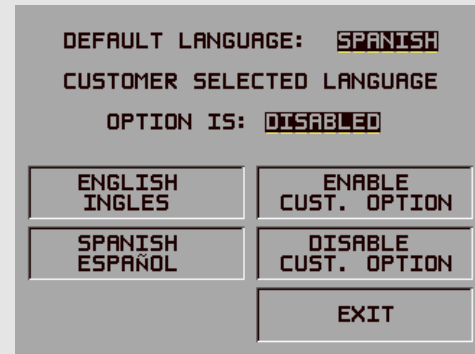 DEFAULT LANGUAGE: SPANISH
CUSTOMER SELECTED LANGUAGE
OPTION IS: DISABLED
ENGLISH
INGLES
ENABLE
CUST. OPTION
SPANISH
ESPAÑOL
DISABLE
CUST. OPTION
EXIT